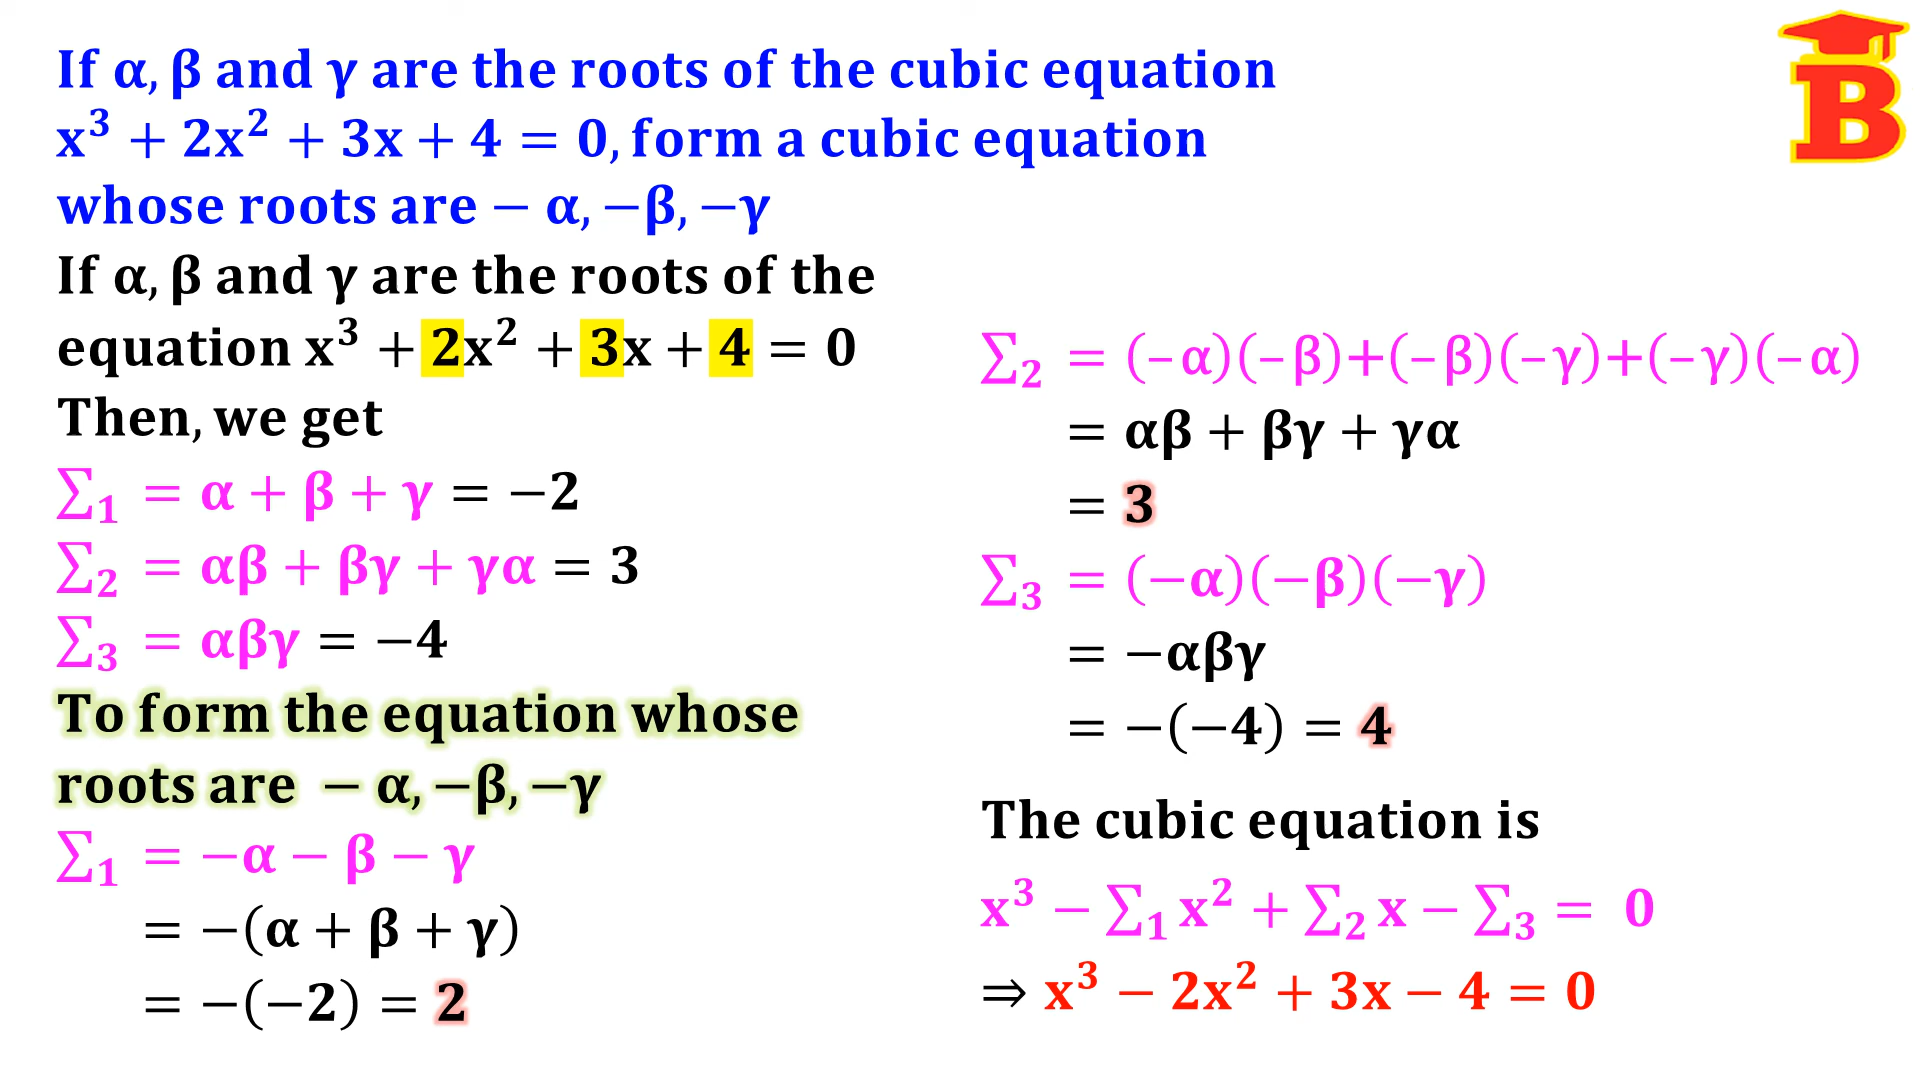 If α, β and γ are the roots of the cubic equation
x³ + 2x² + 3x + 4 = 0, form a cubic equation
whose roots are − α, −β, −γ
If α, β and γ are the roots of the
equation x³ + 2x² + 3x + 4 = 0
Then, we get
∑₁ = α + β + γ = −2
∑₂ = αβ + βγ + γα = 3
∑₃ = αβγ = −4
To form the equation whose
roots are − α, −β, −γ
∑₁ = −α − β − γ
= −(α + β + γ)
= −(−2) = 2
∑₂ = (−α)(−β)+(−β)(−γ)+(−γ)(−α)
= αβ + βγ + γα
= 3
∑₃ = (−α)(−β)(−γ)
= −αβγ
= −(−4) = 4
The cubic equation is
x³ − ∑₁ x² + ∑₂ x − ∑₃ = 0
⇒ x³ − 2x² + 3x − 4 = 0
B